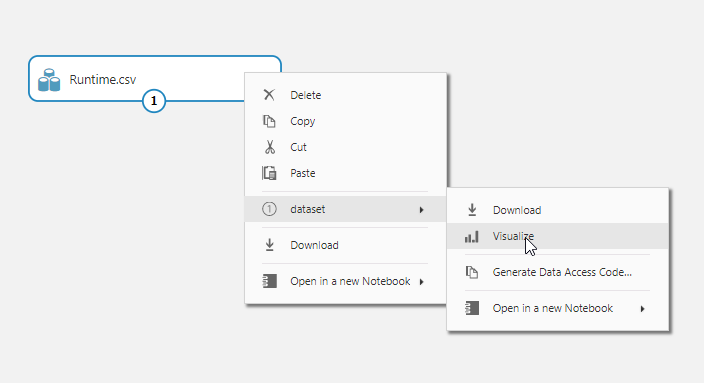 Runtime.csv
1
Delete
Copy
Cut
Paste
1 dataset
Download
Open in a new Notebook
Download
Visualize
Generate Data Access Code...
Open in a new Notebook